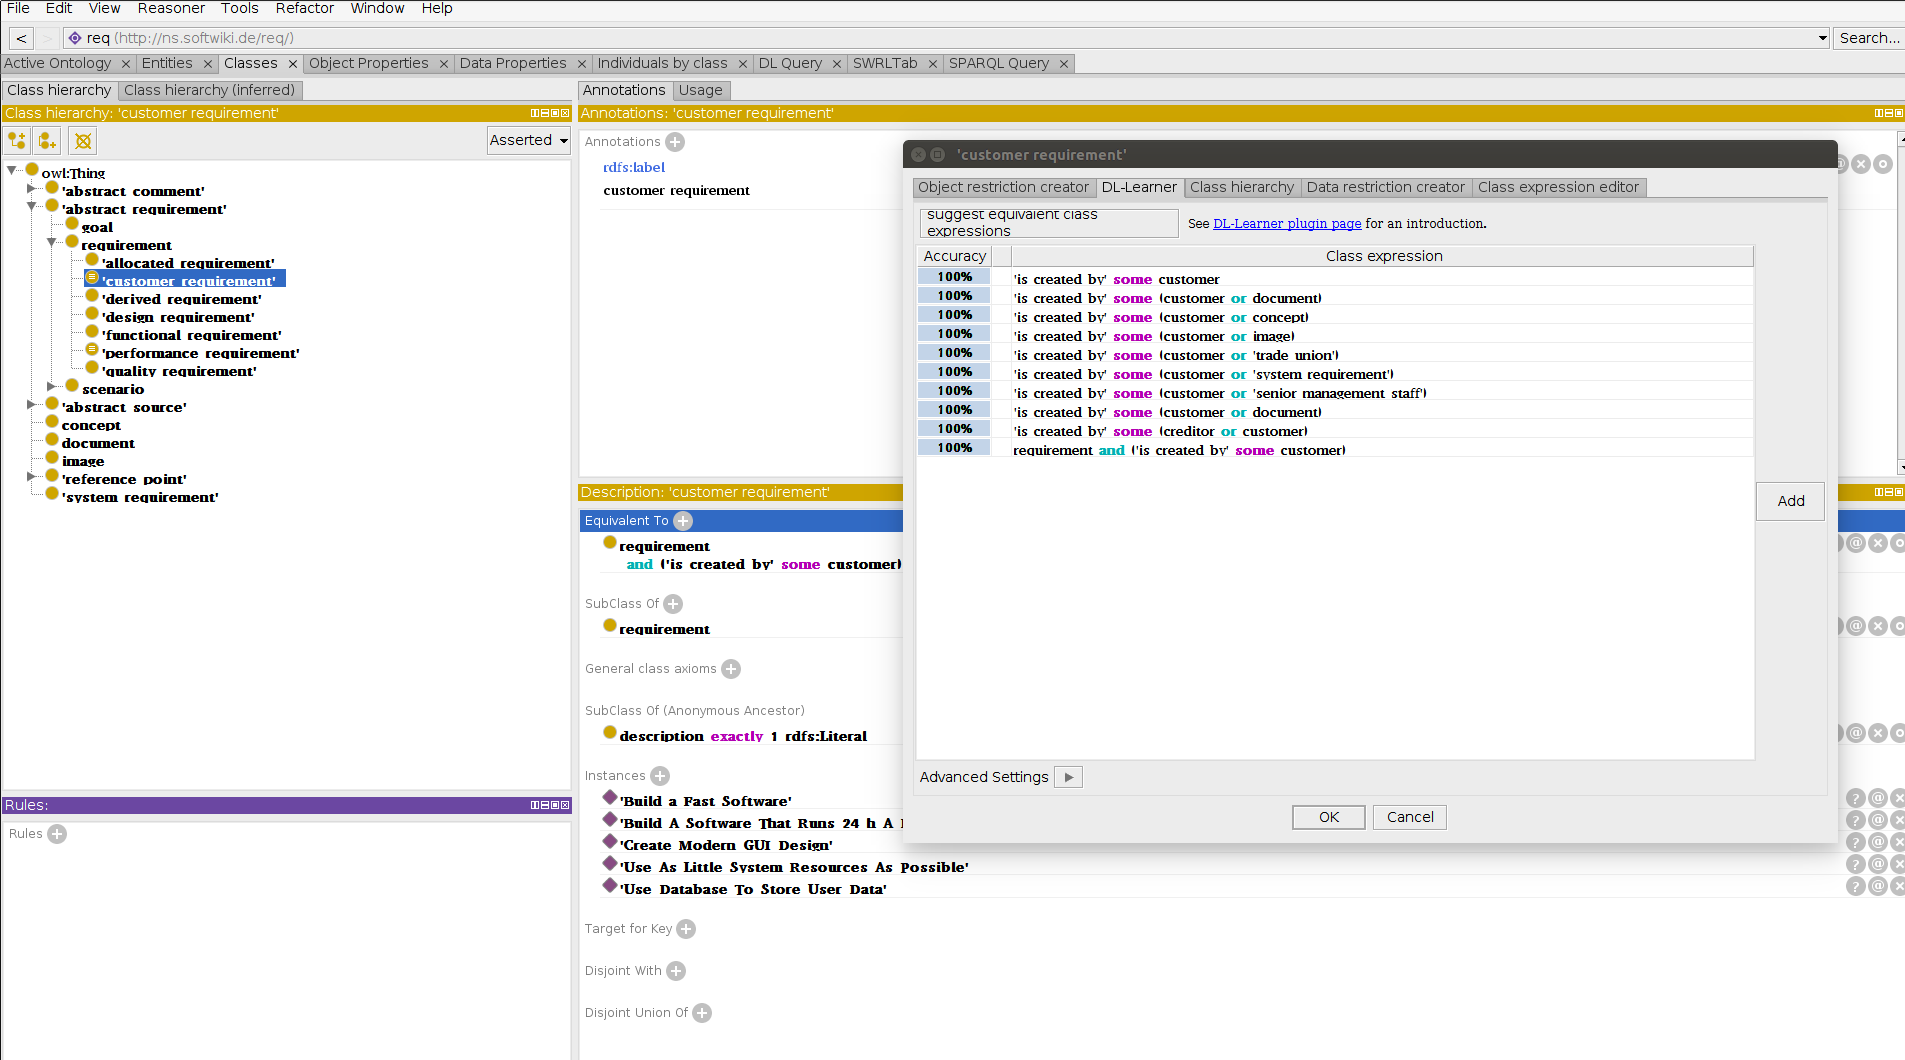 File Edit View Reasoner Tools Refactor Window Help
< > req (http://ns.softwiki.de/req/) Search...
Active Ontology × Entities × Classes × Object Properties × Data Properties × Individuals by class × DL Query × SWRLTab × SPARQL Query ×
Class hierarchy Class hierarchy (inferred)
Class hierarchy: 'customer requirement'
Asserted
owl:Thing
'abstract comment'
'abstract requirement'
goal
requirement
'allocated requirement'
'customer requirement'
'derived requirement'
'design requirement'
'functional requirement'
'performance requirement'
'quality requirement'
scenario
'abstract source'
concept
document
image
'reference point'
'system requirement'
Rules:
Rules
Annotations Usage
Annotations: 'customer requirement'
Annotations
rdfs:label
customer requirement
Description: 'customer requirement'
Equivalent To
requirement
and ('is created by' some customer)
SubClass Of
requirement
General class axioms
SubClass Of (Anonymous Ancestor)
description exactly 1 rdfs:Literal
Instances
'Build a Fast Software'
'Build A Software That Runs 24 h A
'Create Modern GUI Design'
'Use As Little System Resources As Possible'
'Use Database To Store User Data'
Target for Key
Disjoint With
Disjoint Union Of
'customer requirement'
Object restriction creator DL-Learner Class hierarchy Data restriction creator Class expression editor
suggest equivalent class
expressions
See DL-Learner plugin page for an introduction.
Accuracy Class expression
100% 'is created by' some customer
100% 'is created by' some (customer or document)
100% 'is created by' some (customer or concept)
100% 'is created by' some (customer or image)
100% 'is created by' some (customer or 'trade union')
100% 'is created by' some (customer or 'system requirement')
100% 'is created by' some (customer or 'senior management staff')
100% 'is created by' some (customer or document)
100% 'is created by' some (creditor or customer)
100% requirement and ('is created by' some customer)
Add
Advanced Settings
OK Cancel